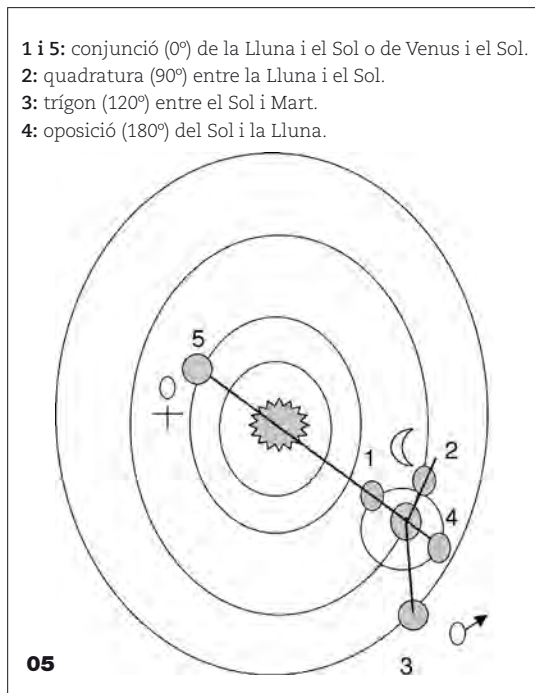 1 i 5: conjunció (0º) de la Lluna i el Sol o de Venus i el Sol.
2: quadratura (90º) entre la Lluna i el Sol.
3: trígon (120º) entre el Sol i Mart.
4: oposició (180º) del Sol i la Lluna.
5
1
2
4
3
05